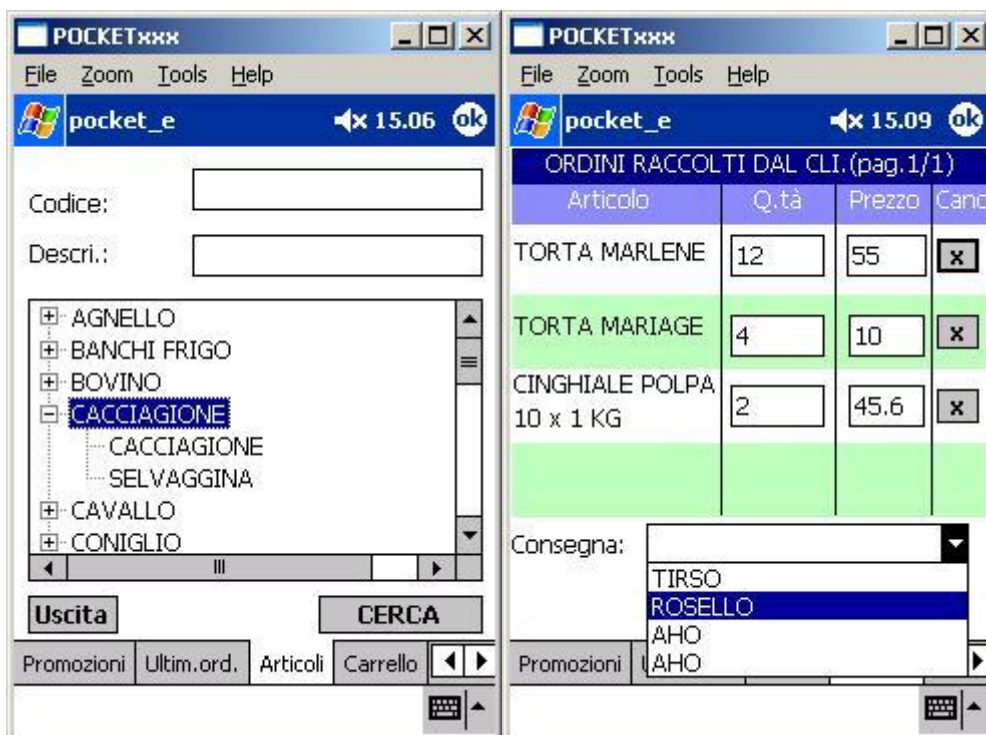 POCKETxxx
File Zoom Tools Help
pocket_e 15.06 ok
Codice:
Descri.:
AGNELLO
BANCHI FRIGO
BOVINO
CACCIAGIONE
CACCIAGIONE
SELVAGGINA
CAVALLO
CONIGLIO
Uscita CERCA
Promozioni Ultim.ord. Articoli Carrello
POCKETxxx
File Zoom Tools Help
pocket_e 15.09 ok
ORDINI RACCOLTI DAL CLI.(pag.1/1)
Articolo Q.tà Prezzo Canc
TORTA MARLENE 12 55 x
TORTA MARIAGE 4 10 x
CINGHIALE POLPA
10 x 1 KG 2 45.6 x
Consegna:
TIRSO
ROSELLO
AHO
AHO
Promozioni